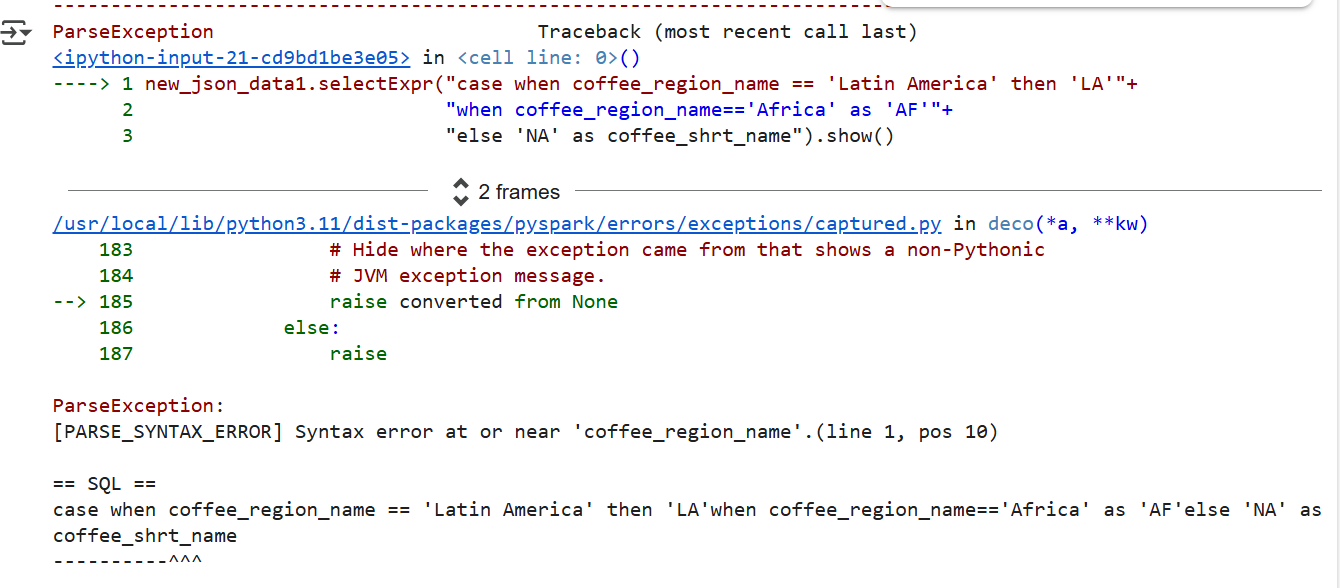 ParseException Traceback (most recent call last)
<ipython-input-21-cd9bd1be3e05> in <cell line: 0>()
----> 1 new_json_data1.selectExpr("case when coffee_region_name == 'Latin America' then 'LA'"+
2 "when coffee_region_name=='Africa' as 'AF'"+
3 "else 'NA' as coffee_shrt_name").show()
2 frames
/usr/local/lib/python3.11/dist-packages/pyspark/errors/exceptions/captured.py in deco(*a, **kw)
183 # Hide where the exception came from that shows a non-Pythonic
184 # JVM exception message.
--> 185 raise converted from None
186 else:
187 raise
ParseException:
[PARSE_SYNTAX_ERROR] Syntax error at or near 'coffee_region_name'.(line 1, pos 10)
== SQL ==
case when coffee_region_name == 'Latin America' then 'LA'when coffee_region_name=='Africa' as 'AF'else 'NA' as
coffee_shrt_name
----------^^^